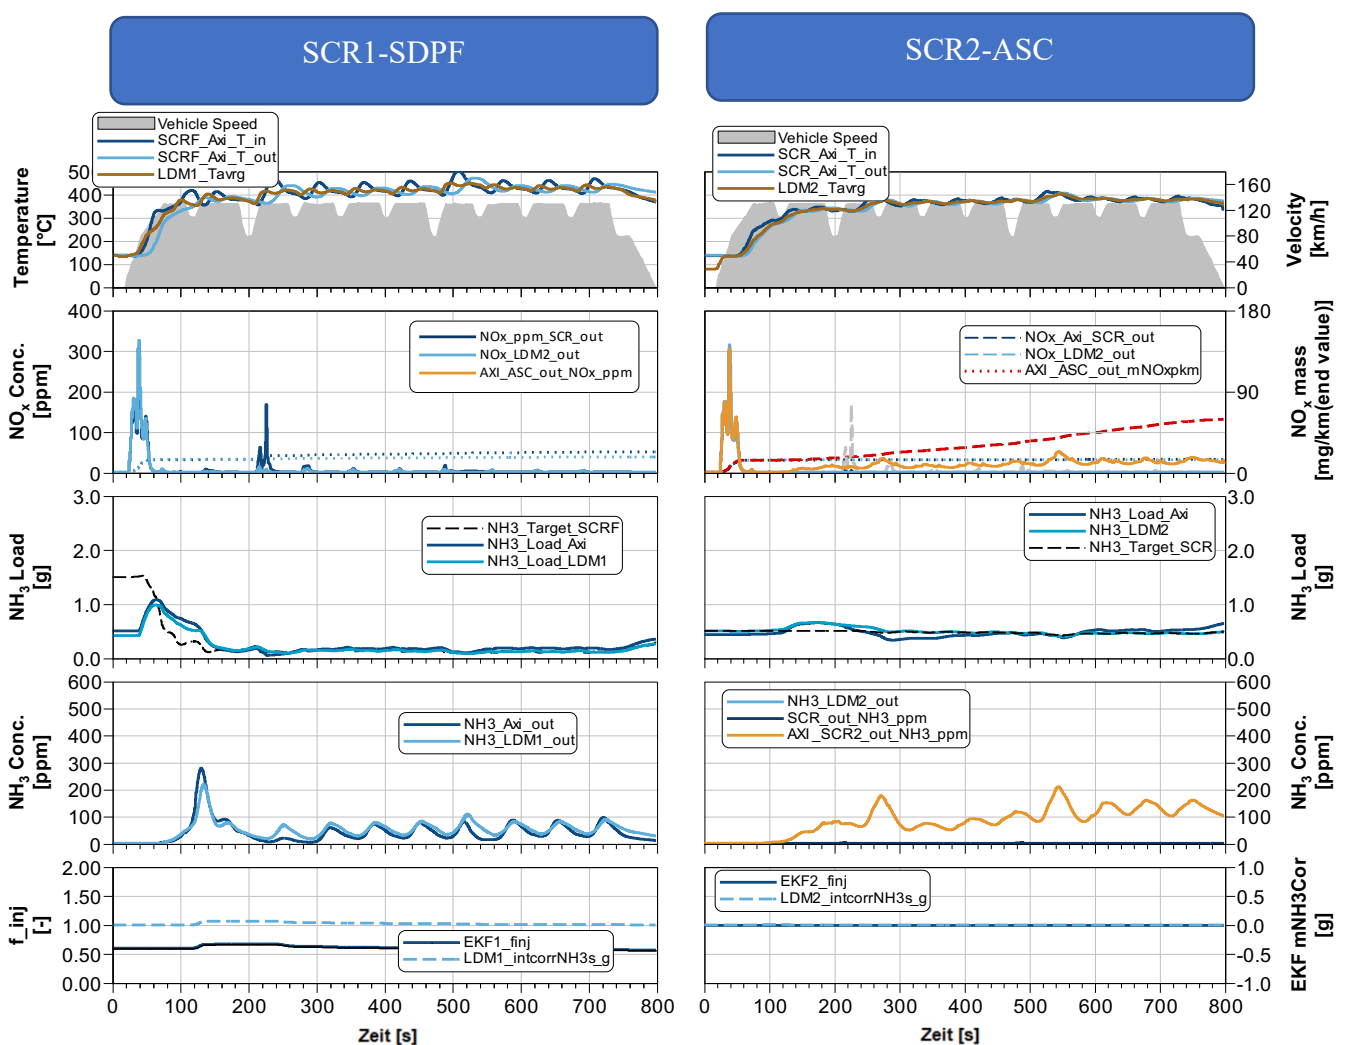 SCR1-SDPF
SCR2-ASC
Vehicle Speed
SCRF_Axi_T_in
SCRF_Axi_T_out
LDM1_Tavrg
Temperature
[°C]
50
400
300
200
100
0
Vehicle Speed
SCR_Axi_T_in
SCR_Axi_T_out
LDM2_Tavrg
160
120
80
40
0
Velocity
[km/h]
NOx Conc.
[ppm]
400
300
200
100
0
NOx_ppm_SCR_out
NOx_LDM2_out
AXI_ASC_out_NOx_ppm
NOx_Axi_SCR_out
NOx_LDM2_out
AXI_ASC_out_mNOxpkm
180
90
0
NOx mass
[mg/km(end value)]
NH3 Load
[g]
3.0
2.0
1.0
0.0
NH3_Target_SCRF
NH3_Load_Axi
NH3_Load_LDM1
NH3_Load_Axi
NH3_LDM2
NH3_Target_SCR
3.0
2.0
1.0
0.0
NH3 Load
[g]
NH3 Conc.
[ppm]
600
500
400
300
200
100
0
NH3_Axi_out
NH3_LDM1_out
NH3_LDM2_out
SCR_out_NH3_ppm
AXI_SCR2_out_NH3_ppm
600
500
400
300
200
100
0
NH3 Conc.
[ppm]
f_inj
[-]
2.00
1.50
1.00
0.50
0.00
EKF1_finj
LDM1_intcorrNH3s_g
EKF2_finj
LDM2_intcorrNH3s_g
1.0
0.5
0.0
-0.5
-1.0
EKF mNH3Cor
[g]
0 100 200 300 400 500 600 700 800
Zeit [s]
0 100 200 300 400 500 600 700 800
Zeit [s]